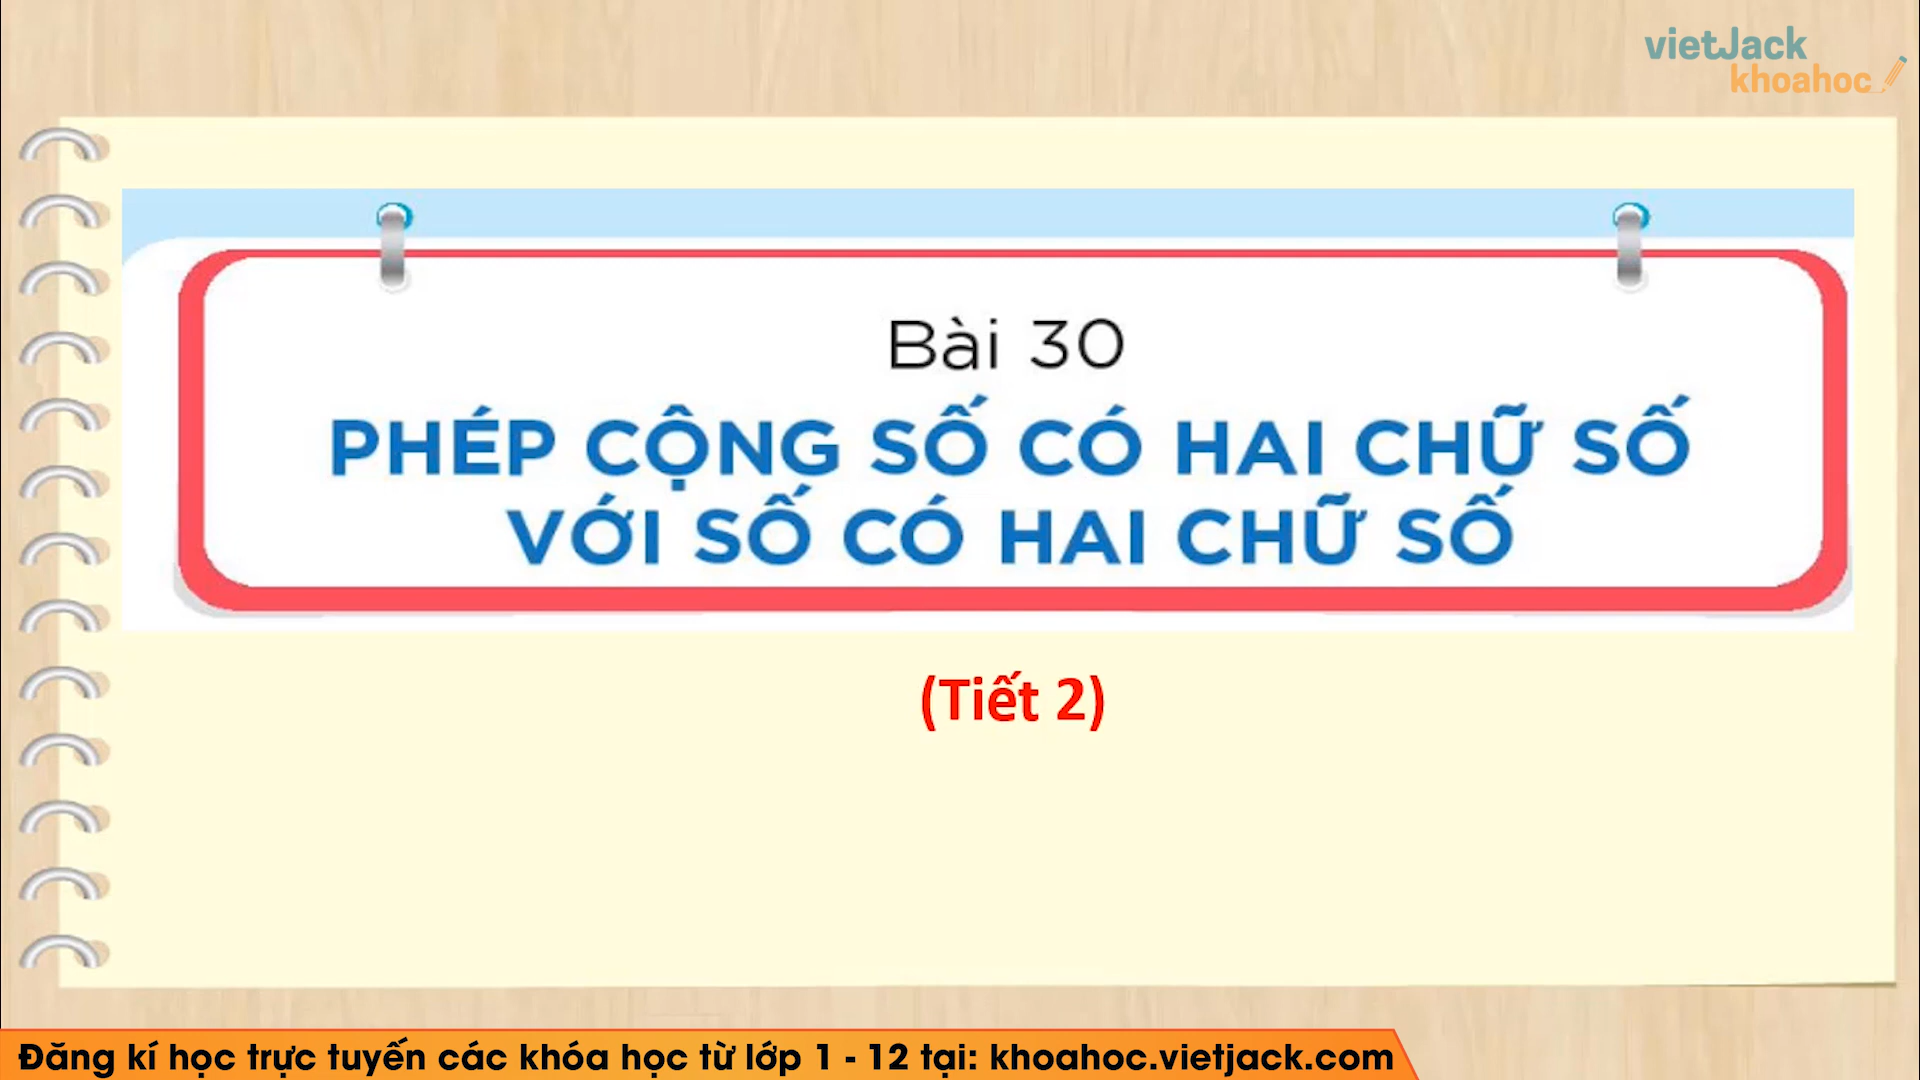 vietJack
khoahoc
Bài 30
PHÉP CỘNG SỐ CÓ HAI CHỮ SỐ
VỚI SỐ CÓ HAI CHỮ SỐ
(Tiết 2)
Đăng kí học trực tuyến các khóa học từ lớp 1 - 12 tại: khoahoc.vietjack.com